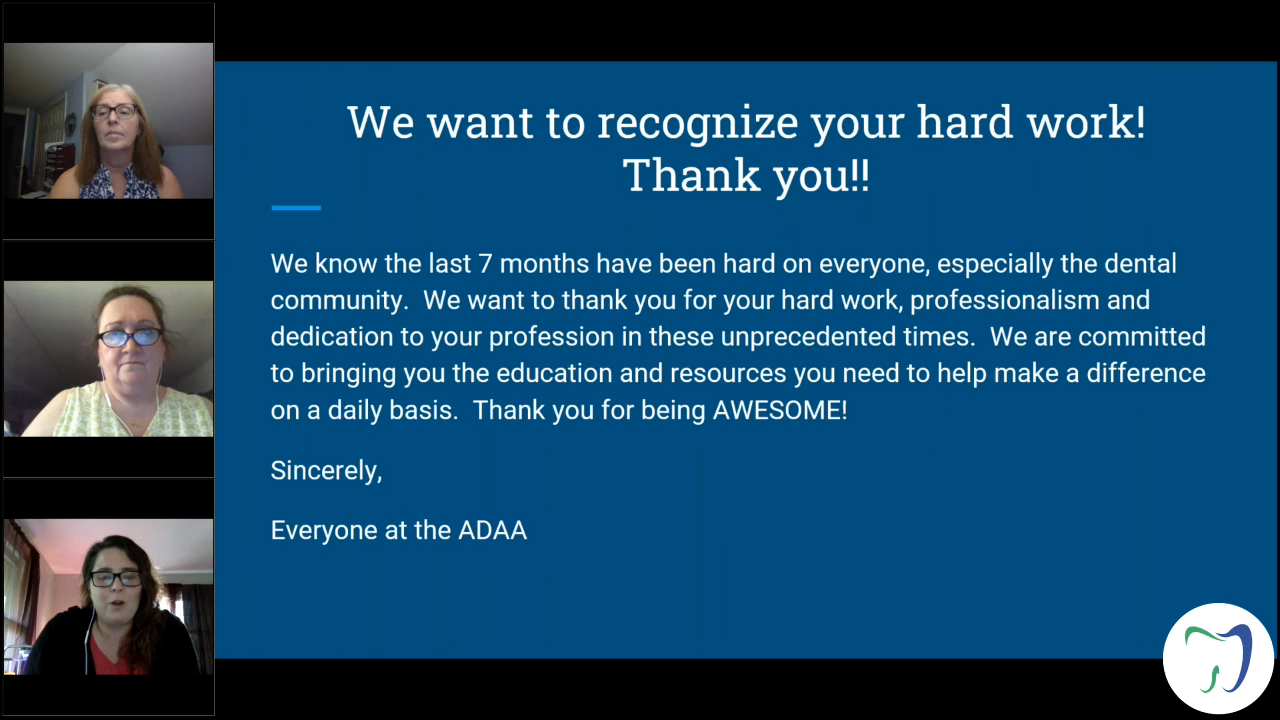 We want to recognize your hard work!
Thank you!!
We know the last 7 months have been hard on everyone, especially the dental
community.  We want to thank you for your hard work, professionalism and
dedication to your profession in these unprecedented times.  We are committed
to bringing you the education and resources you need to help make a difference
on a daily basis.  Thank you for being AWESOME!
Sincerely,
Everyone at the ADAA